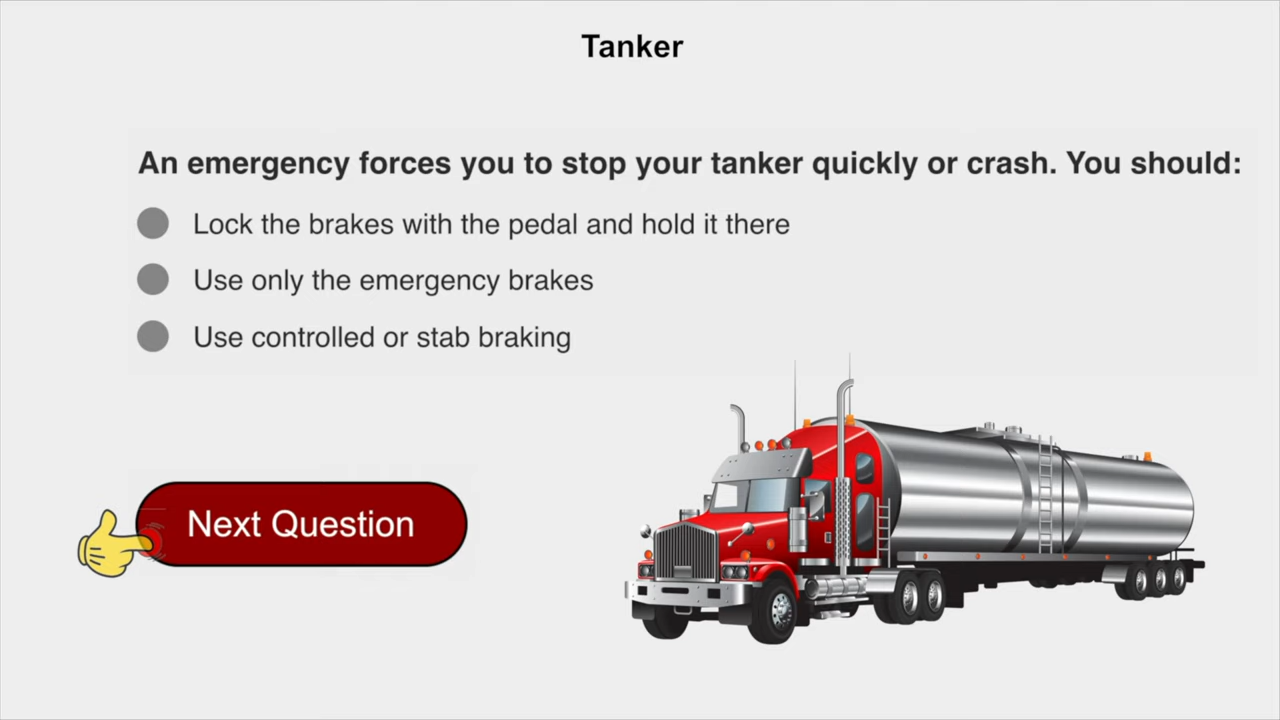 Tanker
An emergency forces you to stop your tanker quickly or crash. You should:
Lock the brakes with the pedal and hold it there
Use only the emergency brakes
Use controlled or stab braking
Next Question